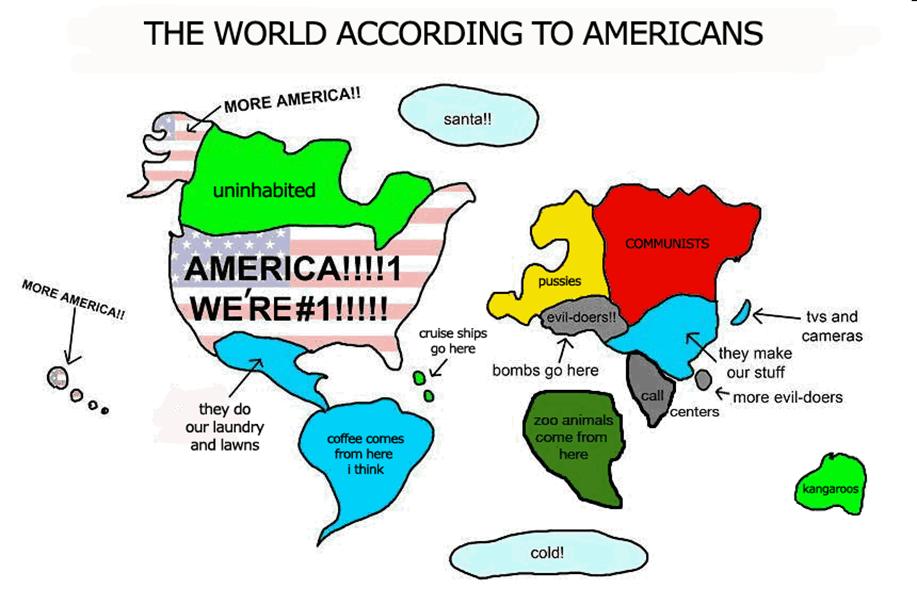 THE WORLD ACCORDING TO AMERICANS
MORE AMERICA!!
santa!!
uninhabited
AMERICA!!!!1
WE'RE #1!!!!!
MORE AMERICA!!
COMMUNISTS
pussies
evil-doers!!
bombs go here
tvs and
cameras
they make
our stuff
more evil-doers
call
centers
cruise ships
go here
they do
our laundry
and lawns
coffee comes
from here
i think
zoo animals
come from
here
kangaroos
cold!